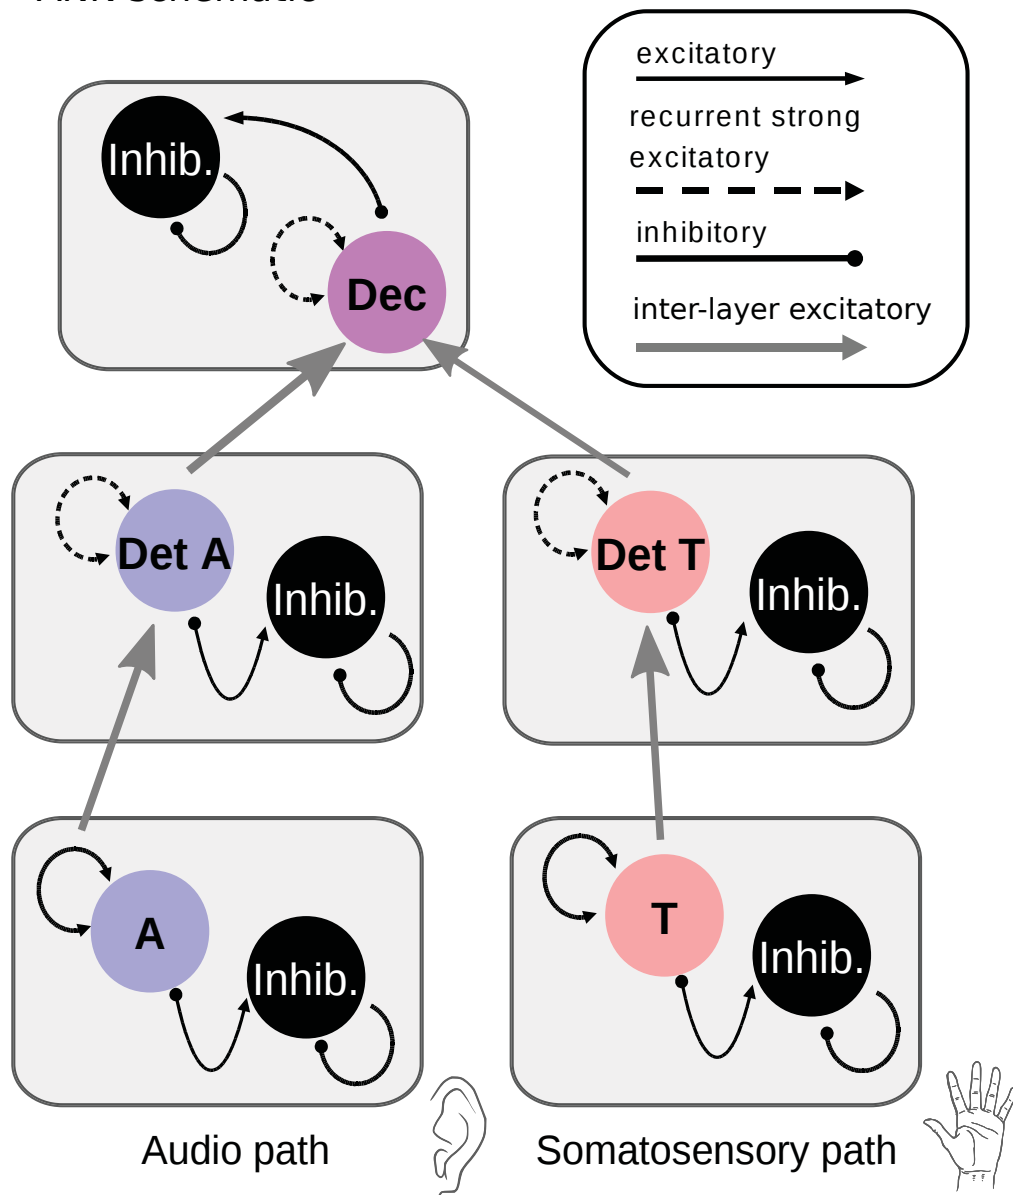 excitatory
recurrent strong
excitatory
inhibitory
inter-layer excitatory
Inhib.
Dec
Det A
Inhib.
Det T
Inhib.
A
Inhib.
T
Inhib.
Audio path
Somatosensory path